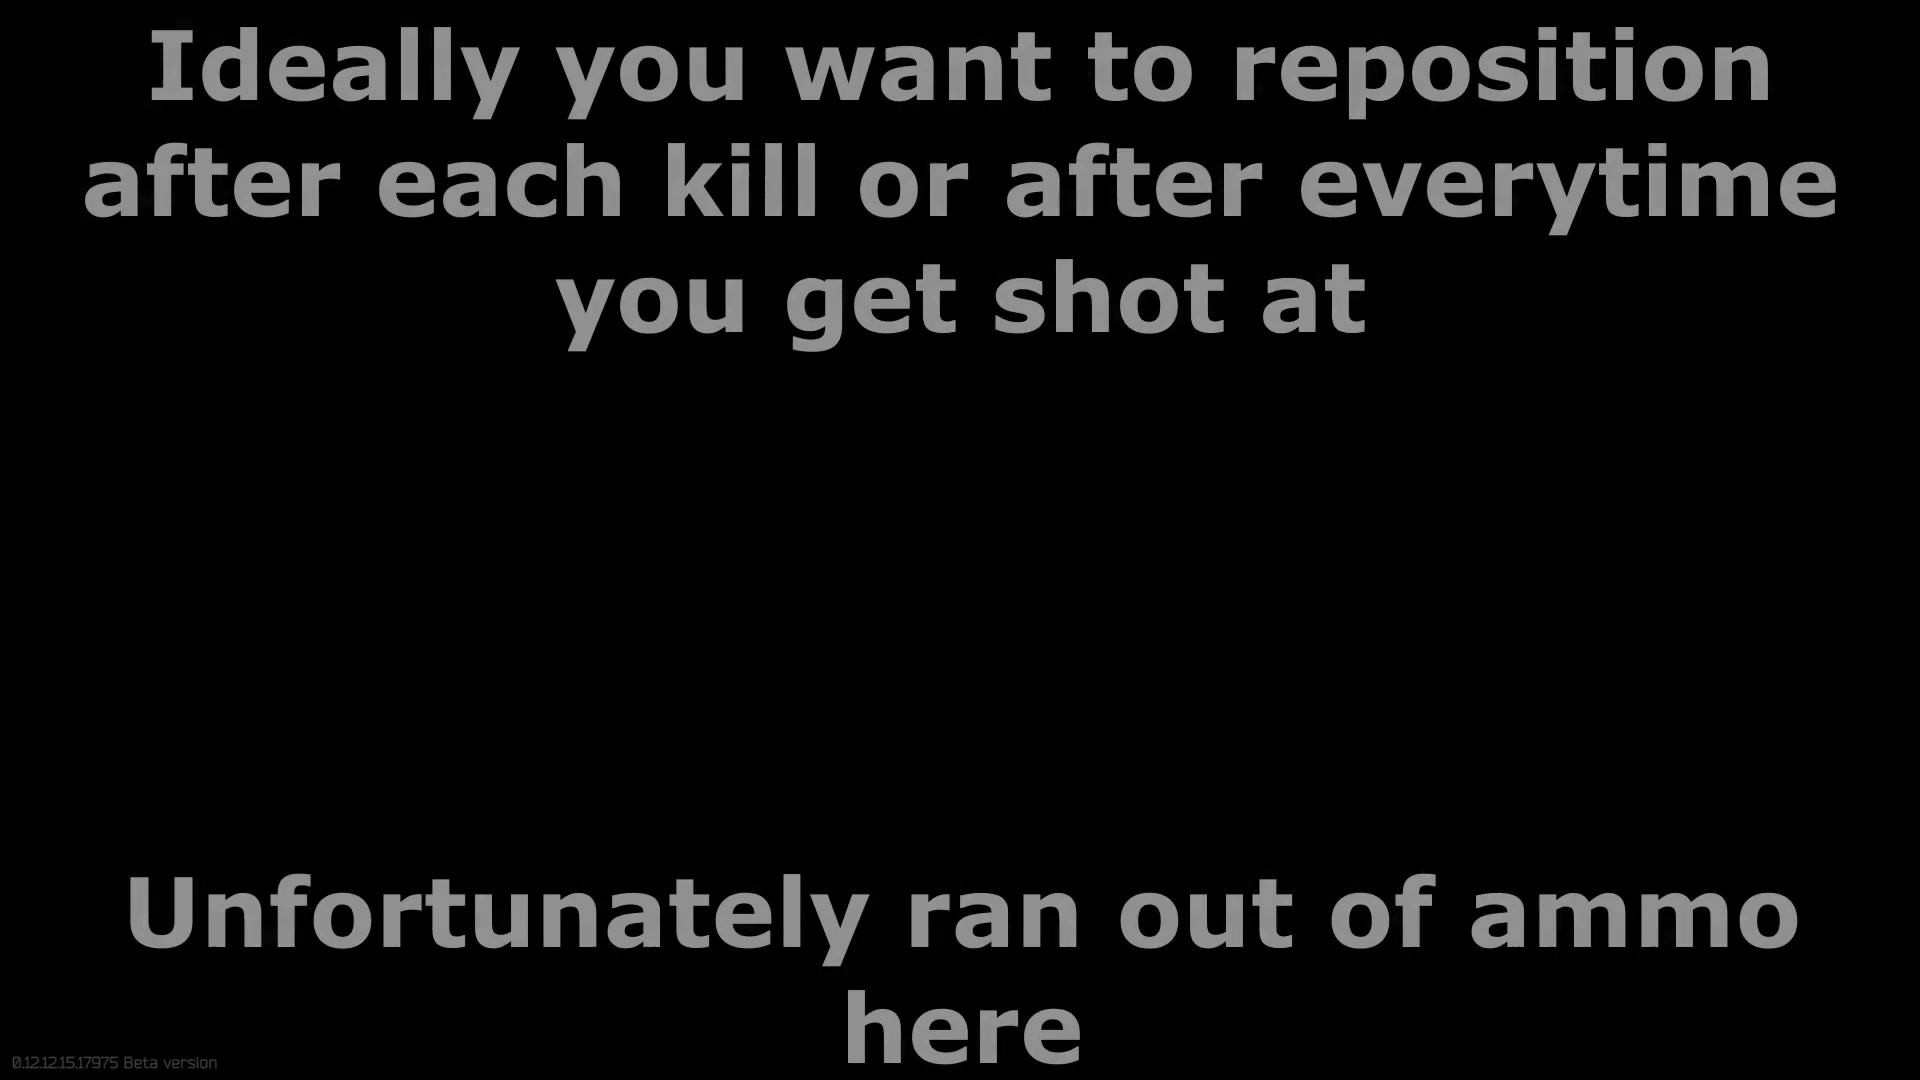 Ideally you want to reposition
after each kill or after everytime
you get shot at
Unfortunately ran out of ammo
here
0.12.12.15.17975 Beta version